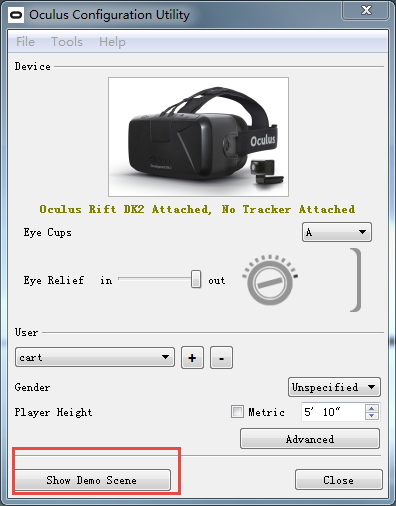 Oculus Configuration Utility
File Tools Help
Device
Oculus
Oculus Rift DK2 Attached, No Tracker Attached
Eye Cups A
Eye Relief in out
User
cart + -
Gender Unspecified
Player Height Metric 5' 10"
Advanced
Show Demo Scene Close